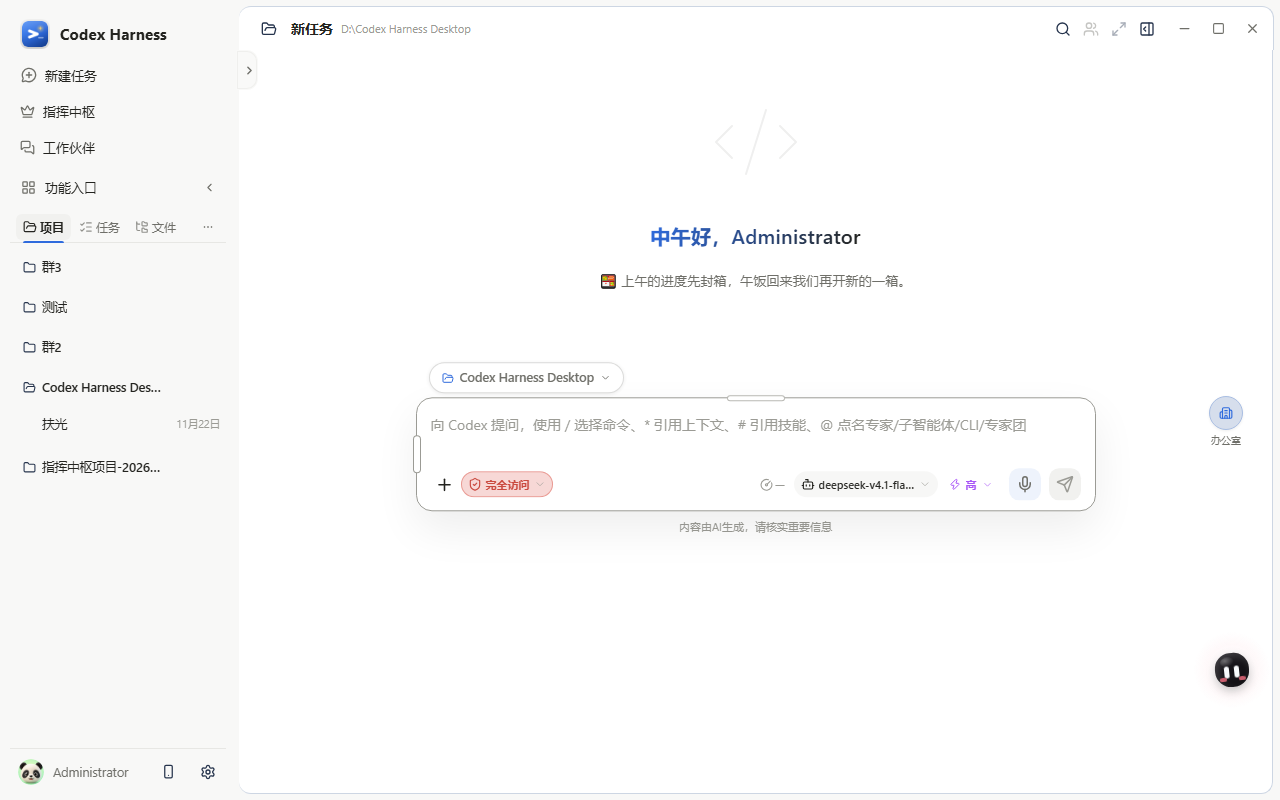 Codex Harness
新建任务
指挥中枢
工作伙伴
功能入口
项目 任务 文件 ...
群3
测试
群2
Codex Harness Des...
扶光 11月22日
指挥中枢项目-2026...
Administrator
新任务 D:\Codex Harness Desktop
中午好，Administrator
上午的进度先封箱，午饭回来我们再开新的一箱。
Codex Harness Desktop
向 Codex 提问，使用 / 选择命令、* 引用上下文、# 引用技能、@ 点名专家/子智能体/CLI/专家团
完全访问 — deepseek-v4.1-fla... 高
内容由AI生成，请核实重要信息
办公室